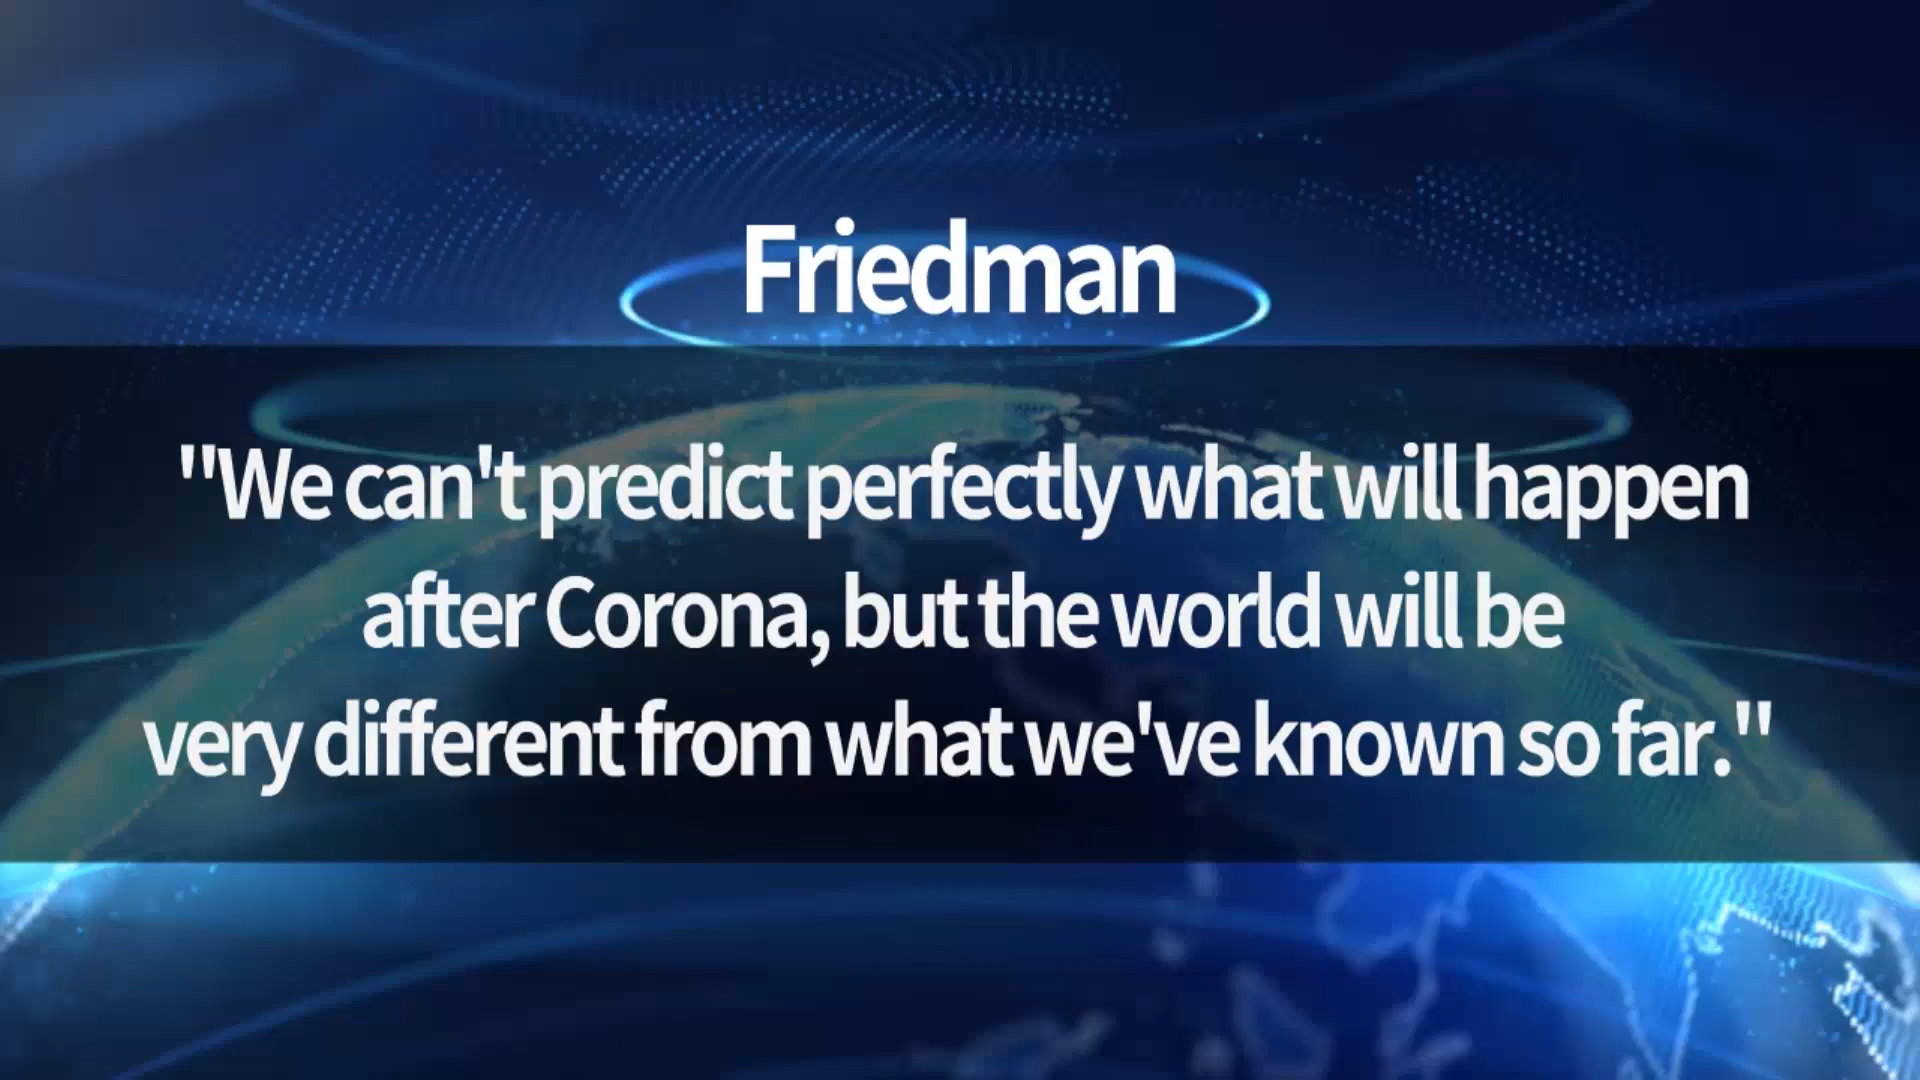 Friedman
"We can't predict perfectly what will happen
after Corona, but the world will be
very different from what we've known so far."